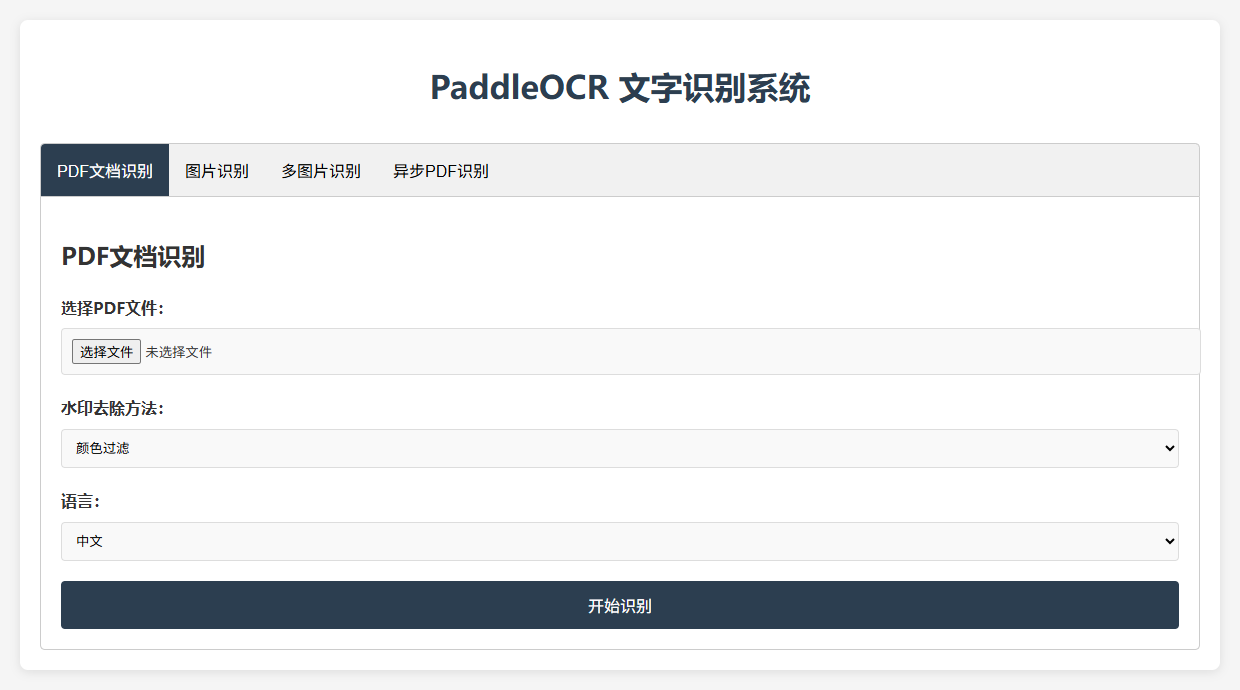 PaddleOCR 文字识别系统
PDF文档识别 图片识别 多图片识别 异步PDF识别
PDF文档识别
选择PDF文件：
选择文件 未选择文件
水印去除方法：
颜色过滤
语言：
中文
开始识别